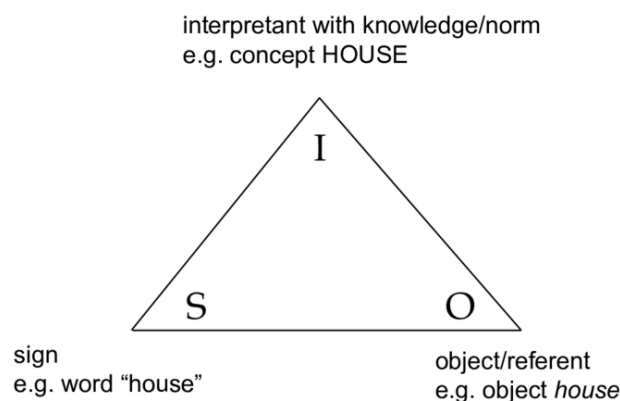 interpretant with knowledge/norm
e.g. concept HOUSE
I
S
O
sign
e.g. word “house”
object/referent
e.g. object house